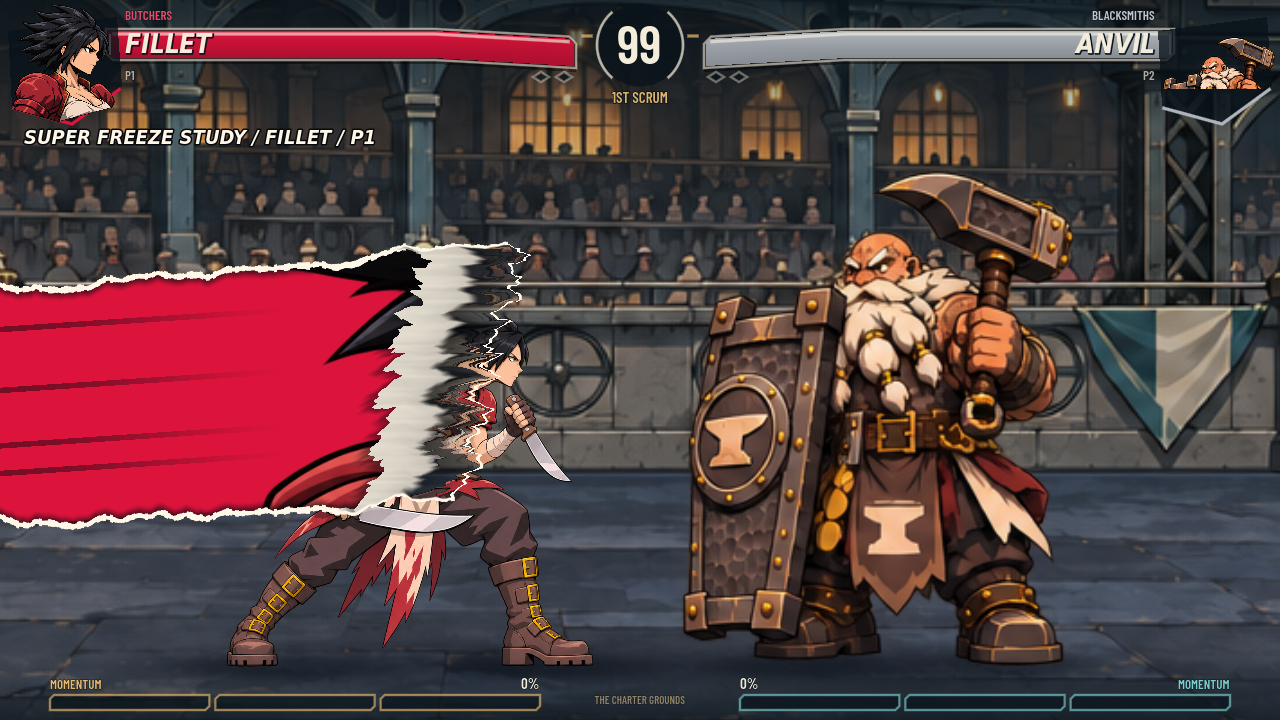 BUTCHERS
FILLET
P1
99
1ST SCRUM
BLACKSMITHS
ANVIL
P2
SUPER FREEZE STUDY / FILLET / P1
MOMENTUM
0%
THE CHARTER GROUNDS
0%
MOMENTUM